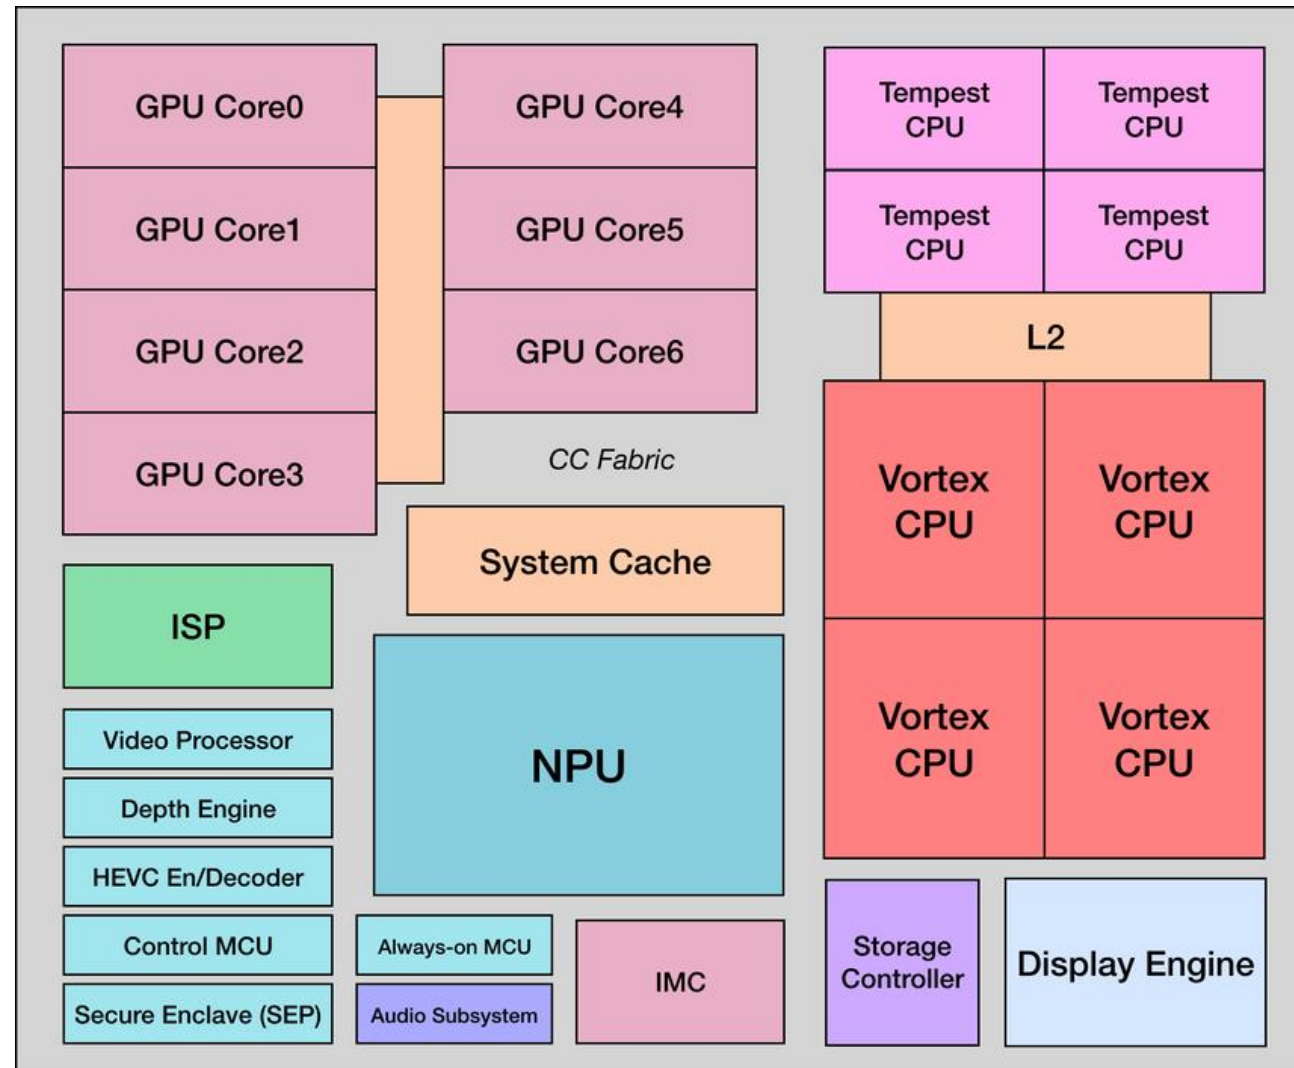 GPU Core0
GPU Core1
GPU Core2
GPU Core3
GPU Core4
GPU Core5
GPU Core6
Tempest
CPU
Tempest
CPU
Tempest
CPU
Tempest
CPU
L2
Vortex
CPU
Vortex
CPU
Vortex
CPU
Vortex
CPU
CC Fabric
System Cache
ISP
NPU
Video Processor
Depth Engine
HEVC En/Decoder
Control MCU
Secure Enclave (SEP)
Always-on MCU
Audio Subsystem
IMC
Storage
Controller
Display Engine